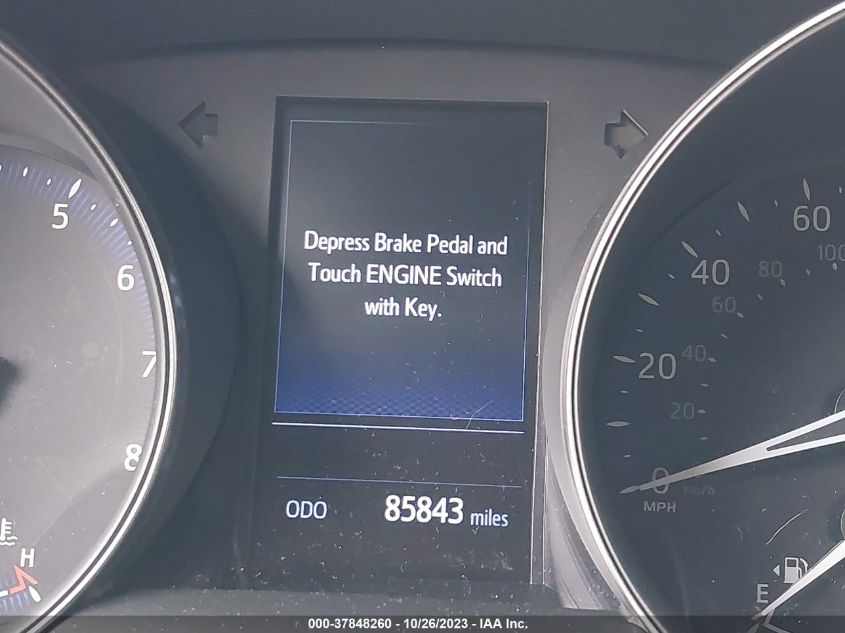 5
6
7
8
H
Depress Brake Pedal and
Touch ENGINE Switch
with Key.
ODO 85843 miles
60
100
40
80
60
20
40
20
0
km/h
MPH
E
000-37848260 - 10/26/2023 - IAA Inc.